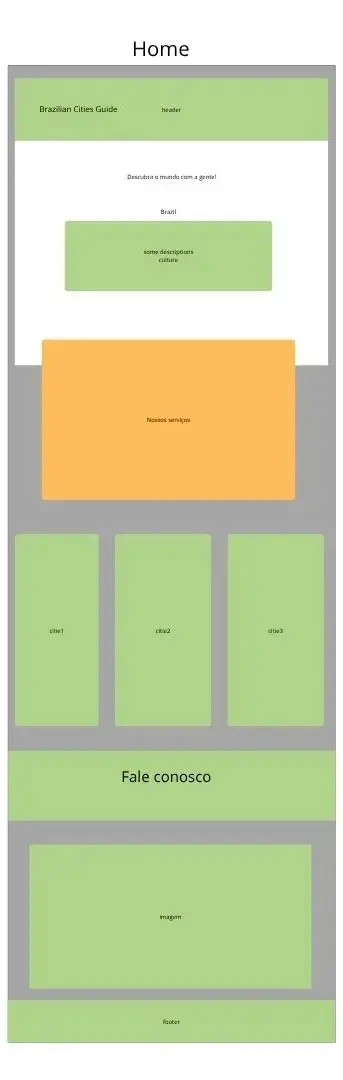 Home
Brazilian Cities Guide
header
Descubra o mundo com a gente!
Brazil
some descriptions
culture
Nossos serviços
citie1
citie2
citie3
Fale conosco
imagem
footer